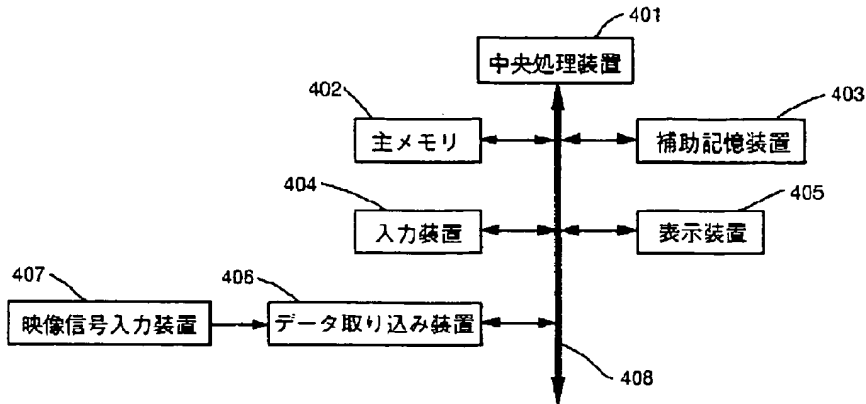 401
中央処理装置
402
主メモリ
403
補助記憶装置
404
入力装置
405
表示装置
407
映像信号入力装置
406
データ取り込み装置
408